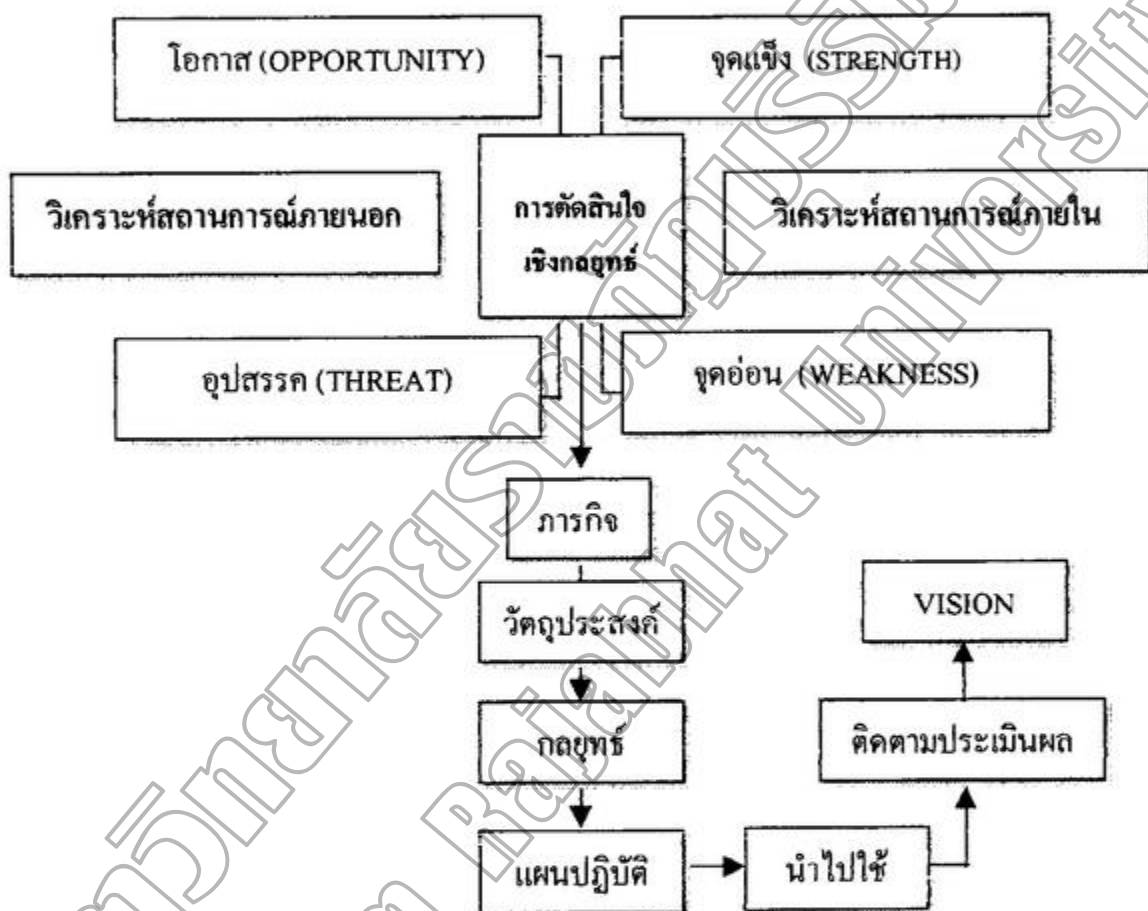 โอกาส (OPPORTUNITY)
จุดแข็ง (STRENGTH)
วิเคราะห์สถานการณ์ภายนอก
การตัดสินใจ
เชิงกลยุทธ์
วิเคราะห์สถานการณ์ภายใน
อุปสรรค (THREAT)
จุดอ่อน (WEAKNESS)
ภารกิจ
วัตถุประสงค์
VISION
กลยุทธ์
ติดตามประเมินผล
แผนปฏิบัติ
นำไปใช้
Rajabhat University